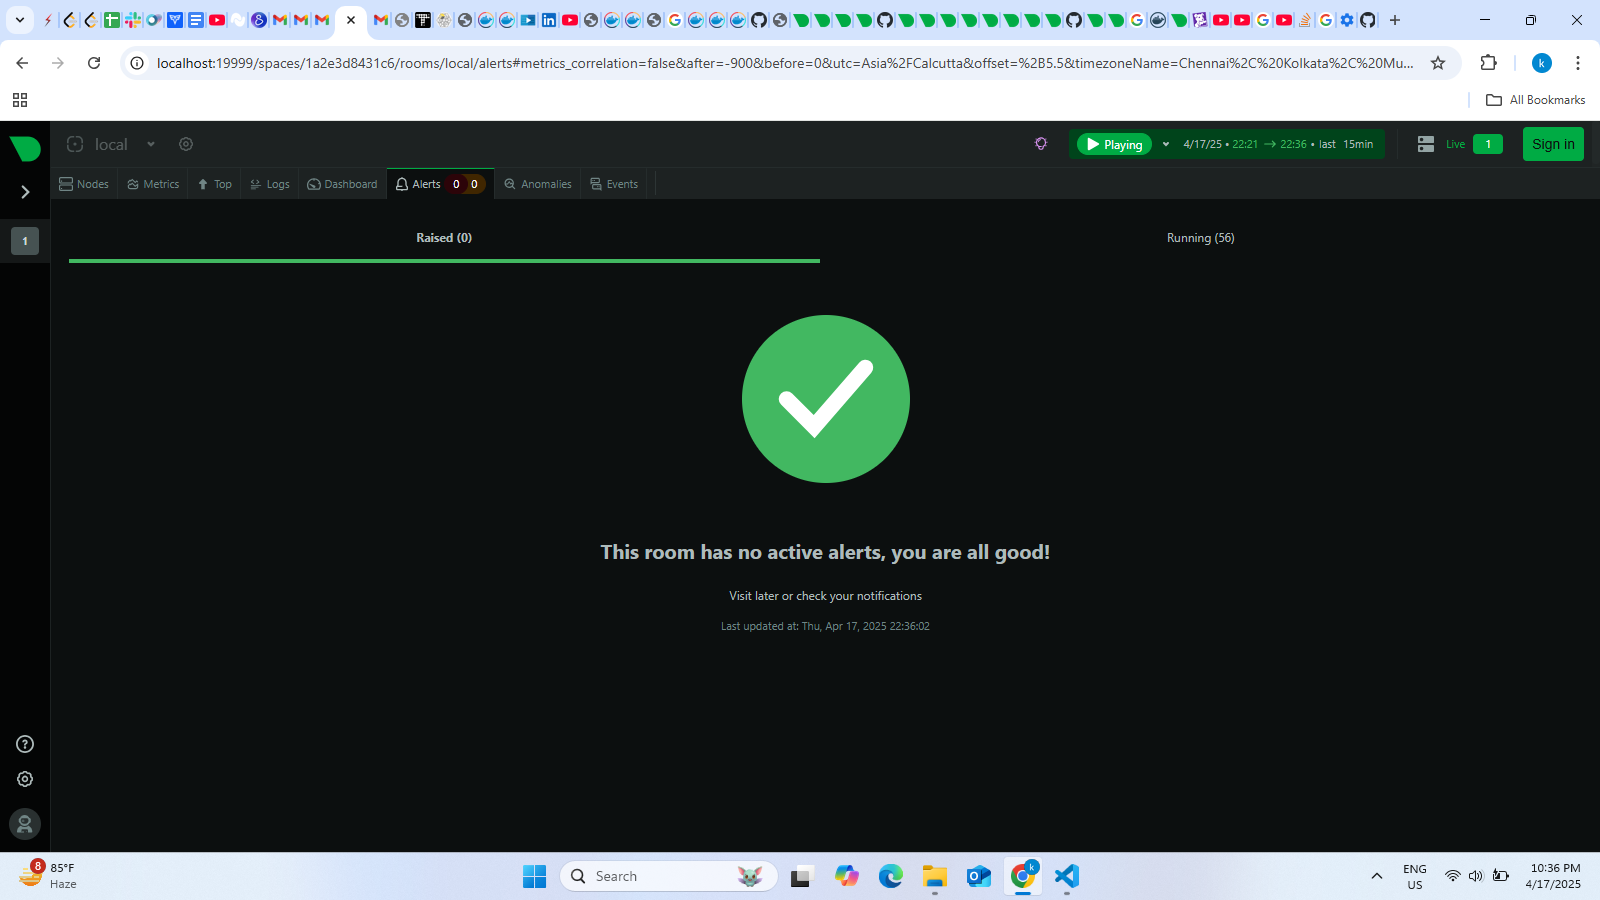 localhost:19999/spaces/1a2e3d8431c6/rooms/local/alerts#metrics_correlation=false&after=-900&before=0&utc=Asia%2FCalcutta&offset=%2B5.5&timezoneName=Chennai%2C%20Kolkata%2C%20Mu...
k
All Bookmarks
local
Playing
4/17/25 • 22:21 → 22:36 • last 15min
Live
1
Sign in
Nodes
Metrics
Top
Logs
Dashboard
Alerts 0 0
Anomalies
Events
1
Raised (0)
Running (56)
This room has no active alerts, you are all good!
Visit later or check your notifications
Last updated at: Thu, Apr 17, 2025 22:36:02
8
85°F
Haze
Search
k
ENG
US
10:36 PM
4/17/2025